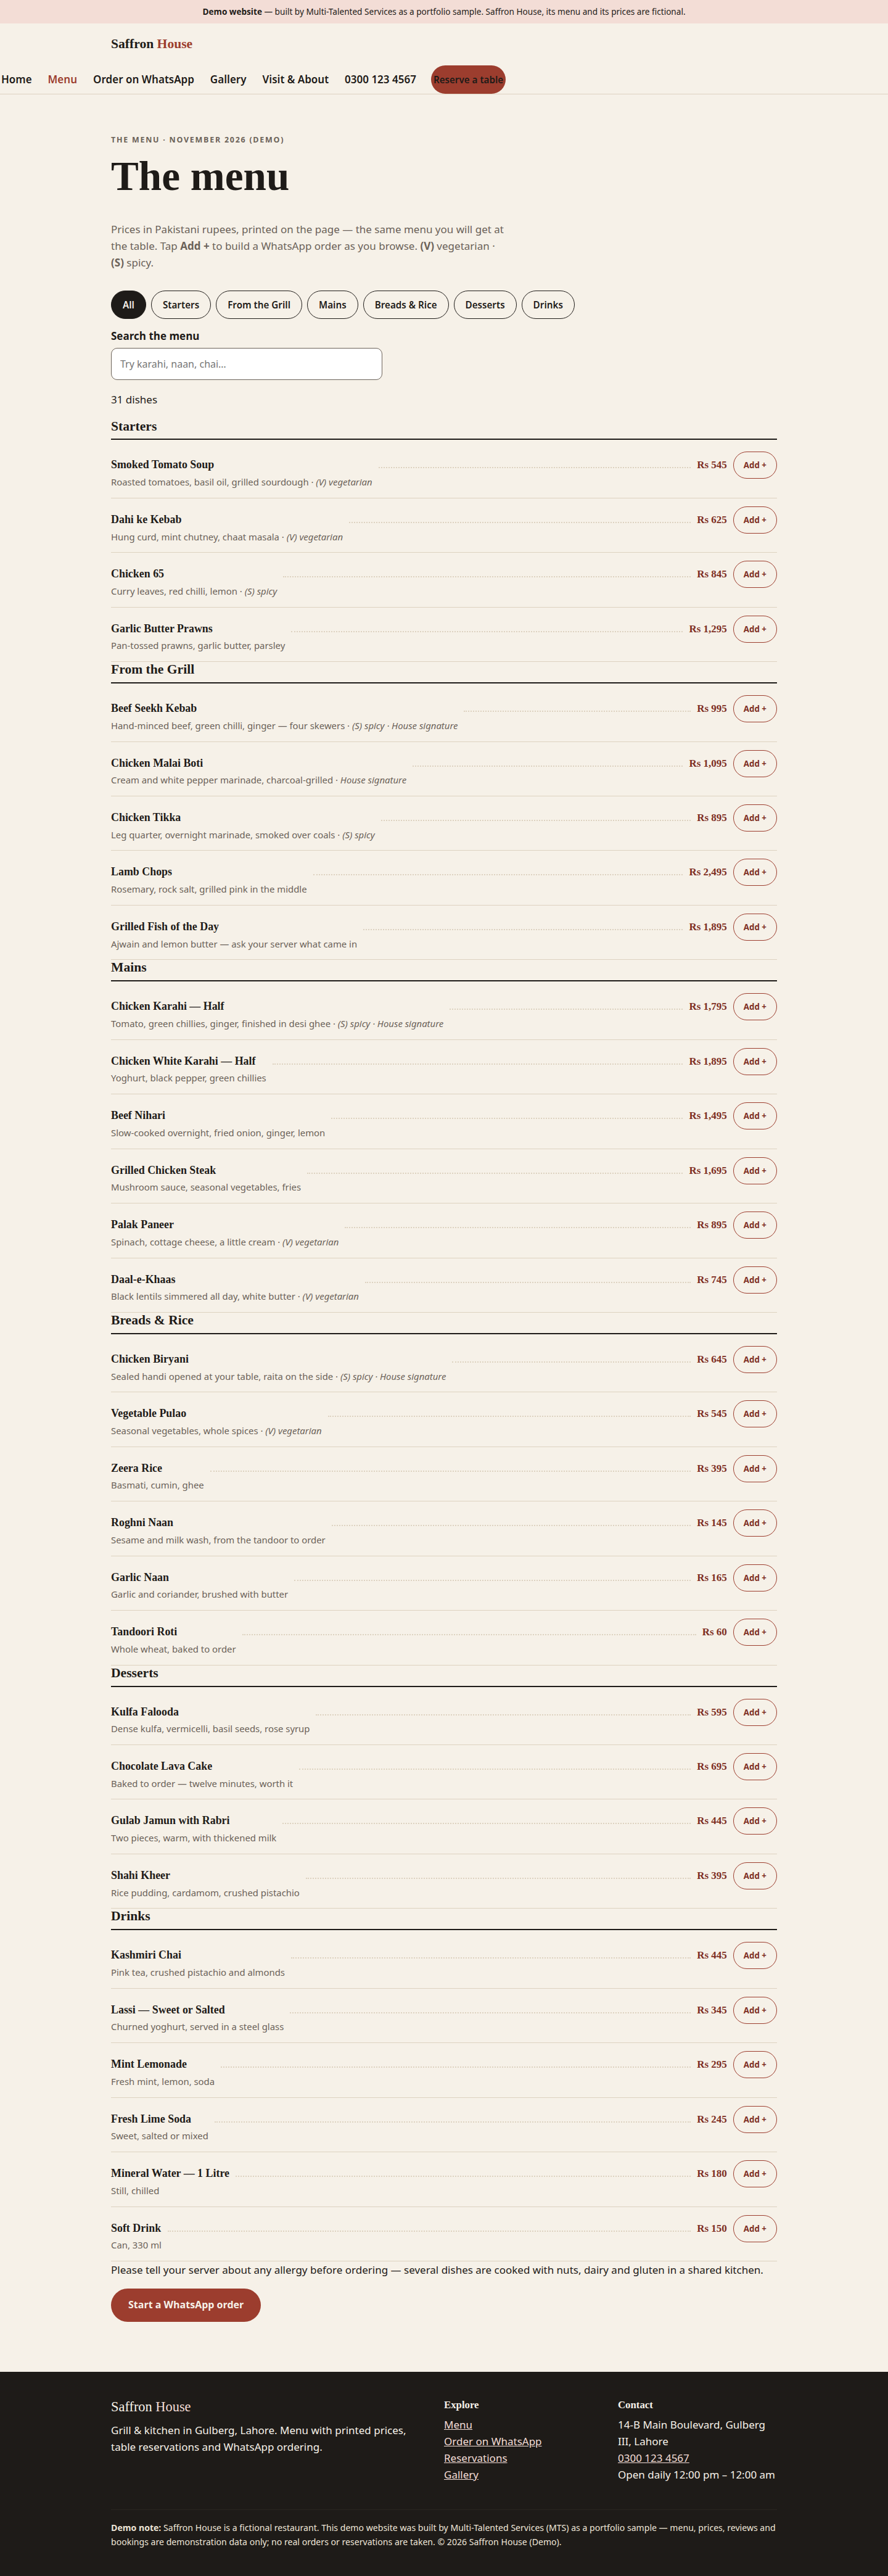 Demo website — built by Multi-Talented Services as a portfolio sample. Saffron House, its menu and its prices are fictional.
Saffron House
Home Menu Order on WhatsApp Gallery Visit & About 0300 123 4567 Reserve a table
THE MENU · NOVEMBER 2026 (DEMO)
The menu
Prices in Pakistani rupees, printed on the page — the same menu you will get at
the table. Tap Add + to build a WhatsApp order as you browse. (V) vegetarian ·
(S) spicy.
All Starters From the Grill Mains Breads & Rice Desserts Drinks
Search the menu
Try karahi, naan, chai...
31 dishes
Starters
Smoked Tomato Soup Rs 545 Add +
Roasted tomatoes, basil oil, grilled sourdough · (V) vegetarian
Dahi ke Kebab Rs 625 Add +
Hung curd, mint chutney, chaat masala · (V) vegetarian
Chicken 65 Rs 845 Add +
Curry leaves, red chilli, lemon · (S) spicy
Garlic Butter Prawns Rs 1,295 Add +
Pan-tossed prawns, garlic butter, parsley
From the Grill
Beef Seekh Kebab Rs 995 Add +
Hand-minced beef, green chilli, ginger — four skewers · (S) spicy · House signature
Chicken Malai Boti Rs 1,095 Add +
Cream and white pepper marinade, charcoal-grilled · House signature
Chicken Tikka Rs 895 Add +
Leg quarter, overnight marinade, smoked over coals · (S) spicy
Lamb Chops Rs 2,495 Add +
Rosemary, rock salt, grilled pink in the middle
Grilled Fish of the Day Rs 1,895 Add +
Ajwain and lemon butter — ask your server what came in
Mains
Chicken Karahi — Half Rs 1,795 Add +
Tomato, green chillies, ginger, finished in desi ghee · (S) spicy · House signature
Chicken White Karahi — Half Rs 1,895 Add +
Yoghurt, black pepper, green chillies
Beef Nihari Rs 1,495 Add +
Slow-cooked overnight, fried onion, ginger, lemon
Grilled Chicken Steak Rs 1,695 Add +
Mushroom sauce, seasonal vegetables, fries
Palak Paneer Rs 895 Add +
Spinach, cottage cheese, a little cream · (V) vegetarian
Daal-e-Khaas Rs 745 Add +
Black lentils simmered all day, white butter · (V) vegetarian
Breads & Rice
Chicken Biryani Rs 645 Add +
Sealed handi opened at your table, raita on the side · (S) spicy · House signature
Vegetable Pulao Rs 545 Add +
Seasonal vegetables, whole spices · (V) vegetarian
Zeera Rice Rs 395 Add +
Basmati, cumin, ghee
Roghni Naan Rs 145 Add +
Sesame and milk wash, from the tandoor to order
Garlic Naan Rs 165 Add +
Garlic and coriander, brushed with butter
Tandoori Roti Rs 60 Add +
Whole wheat, baked to order
Desserts
Kulfa Falooda Rs 595 Add +
Dense kulfa, vermicelli, basil seeds, rose syrup
Chocolate Lava Cake Rs 695 Add +
Baked to order — twelve minutes, worth it
Gulab Jamun with Rabri Rs 445 Add +
Two pieces, warm, with thickened milk
Shahi Kheer Rs 395 Add +
Rice pudding, cardamom, crushed pistachio
Drinks
Kashmiri Chai Rs 445 Add +
Pink tea, crushed pistachio and almonds
Lassi — Sweet or Salted Rs 345 Add +
Churned yoghurt, served in a steel glass
Mint Lemonade Rs 295 Add +
Fresh mint, lemon, soda
Fresh Lime Soda Rs 245 Add +
Sweet, salted or mixed
Mineral Water — 1 Litre Rs 180 Add +
Still, chilled
Soft Drink Rs 150 Add +
Can, 330 ml
Please tell your server about any allergy before ordering — several dishes are cooked with nuts, dairy and gluten in a shared kitchen.
Start a WhatsApp order
Saffron House
Grill & kitchen in Gulberg, Lahore. Menu with printed prices,
table reservations and WhatsApp ordering.
Explore
Menu
Order on WhatsApp
Reservations
Gallery
Contact
14-B Main Boulevard, Gulberg
III, Lahore
0300 123 4567
Open daily 12:00 pm – 12:00 am
Demo note: Saffron House is a fictional restaurant. This demo website was built by Multi-Talented Services (MTS) as a portfolio sample — menu, prices, reviews and
bookings are demonstration data only; no real orders or reservations are taken. © 2026 Saffron House (Demo).